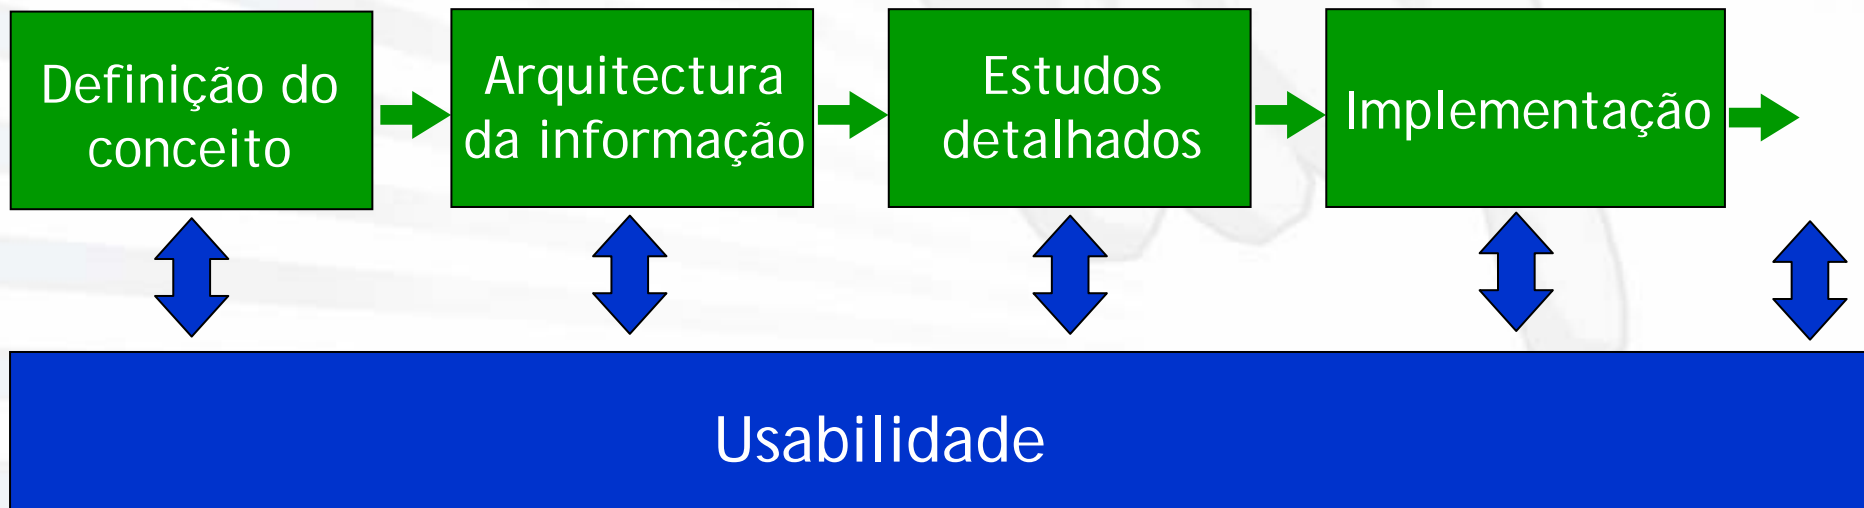 Definição do
conceito
Arquitectura
da informação
Estudos
detalhados
Implementação
Usabilidade